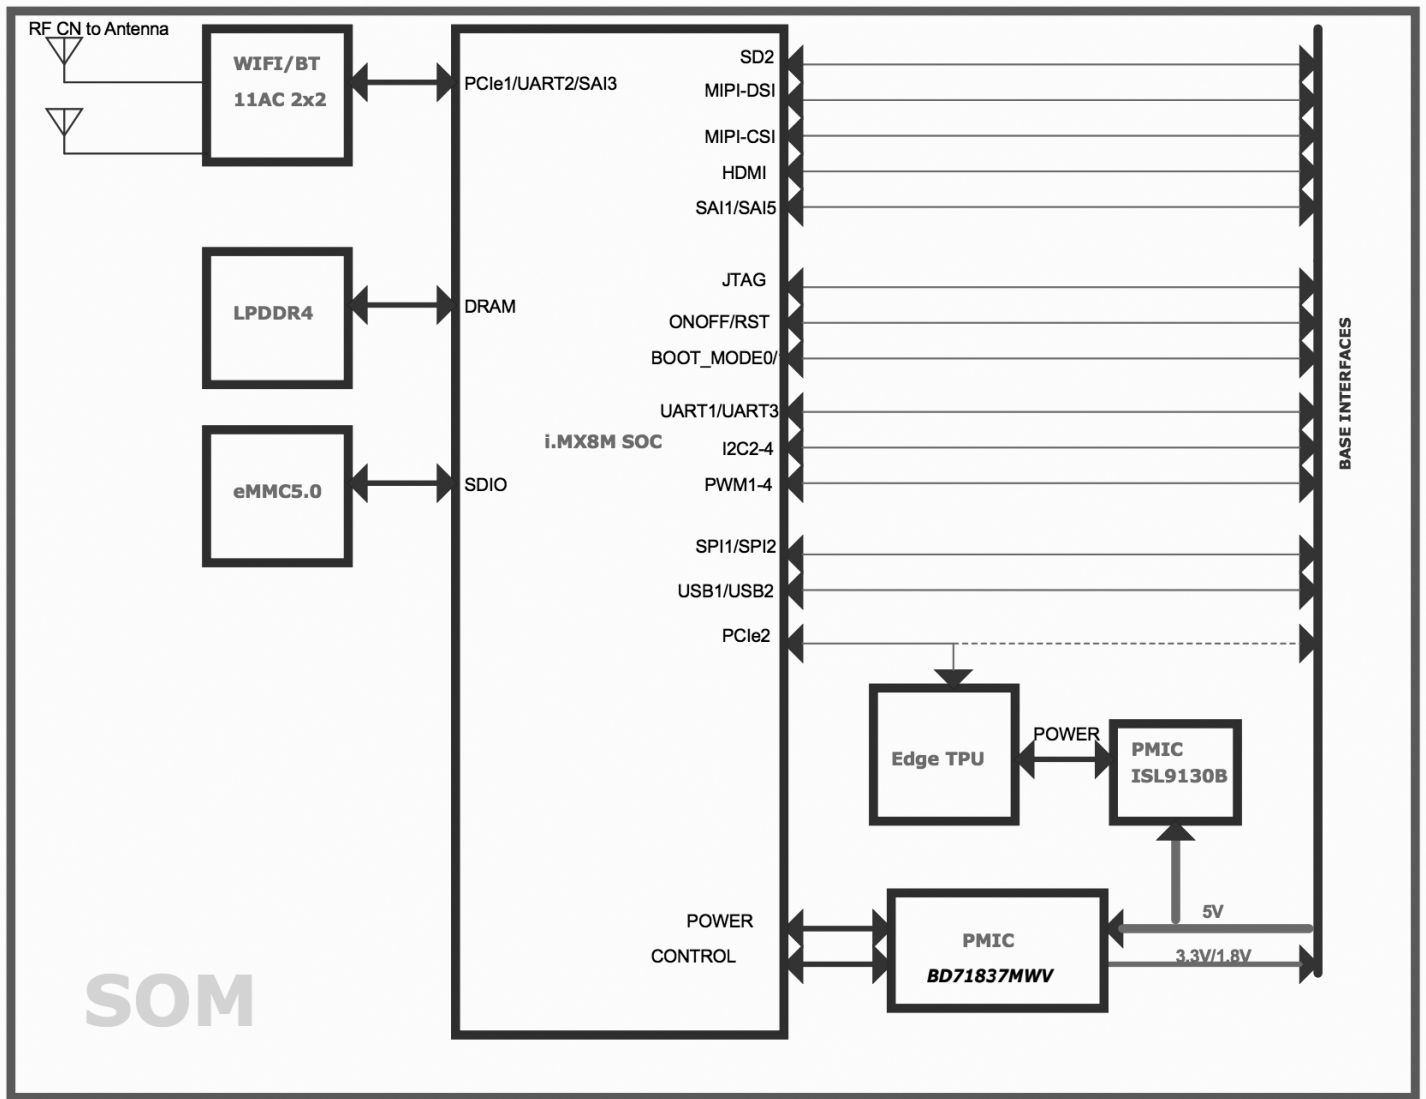 RF CN to Antenna
WIFI/BT
11AC 2x2
PCIe1/UART2/SAI3
LPDDR4
DRAM
eMMC5.0
SDIO
i.MX8M SOC
SD2
MIPI-DSI
MIPI-CSI
HDMI
SAI1/SAI5
JTAG
ONOFF/RST
BOOT_MODE0/
UART1/UART3
I2C2-4
PWM1-4
SPI1/SPI2
USB1/USB2
PCIe2
BASE INTERFACES
Edge TPU
POWER
PMIC
ISL9130B
POWER
CONTROL
PMIC
BD71837MWV
5V
3.3V/1.8V
SOM